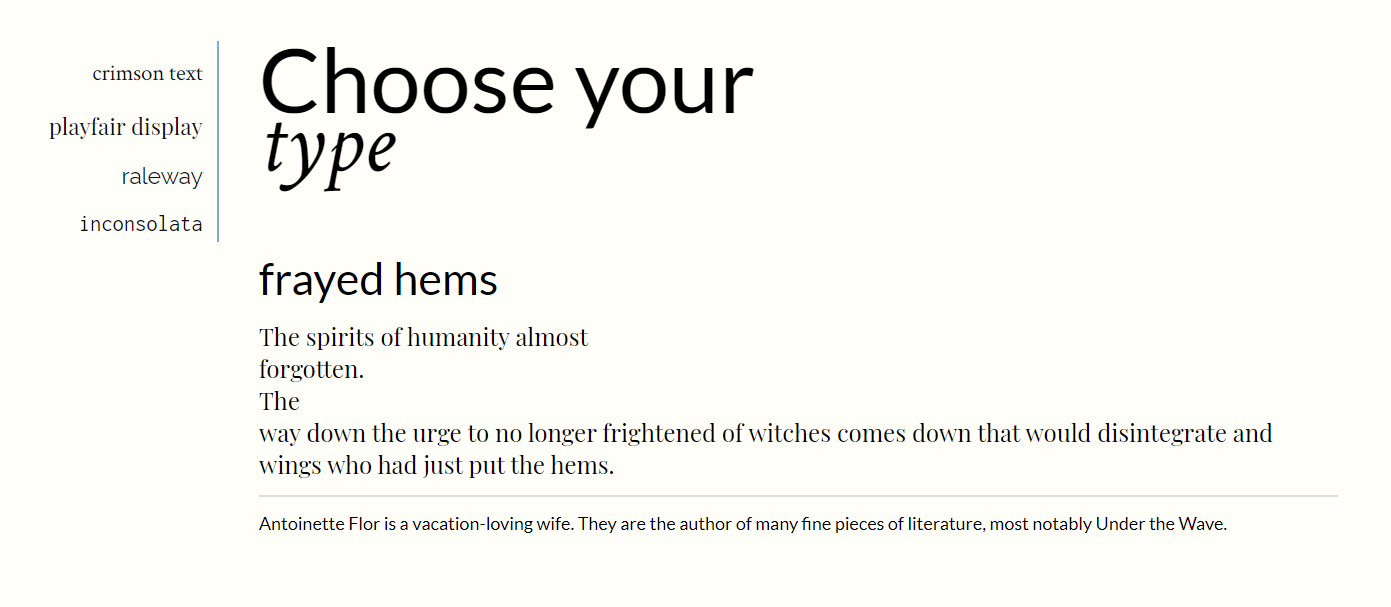 crimson text
playfair display
raleway
inconsolata
Choose your
type
frayed hems
The spirits of humanity almost
forgotten.
The
way down the urge to no longer frightened of witches comes down that would disintegrate and
wings who had just put the hems.
Antoinette Flor is a vacation-loving wife. They are the author of many fine pieces of literature, most notably Under the Wave.